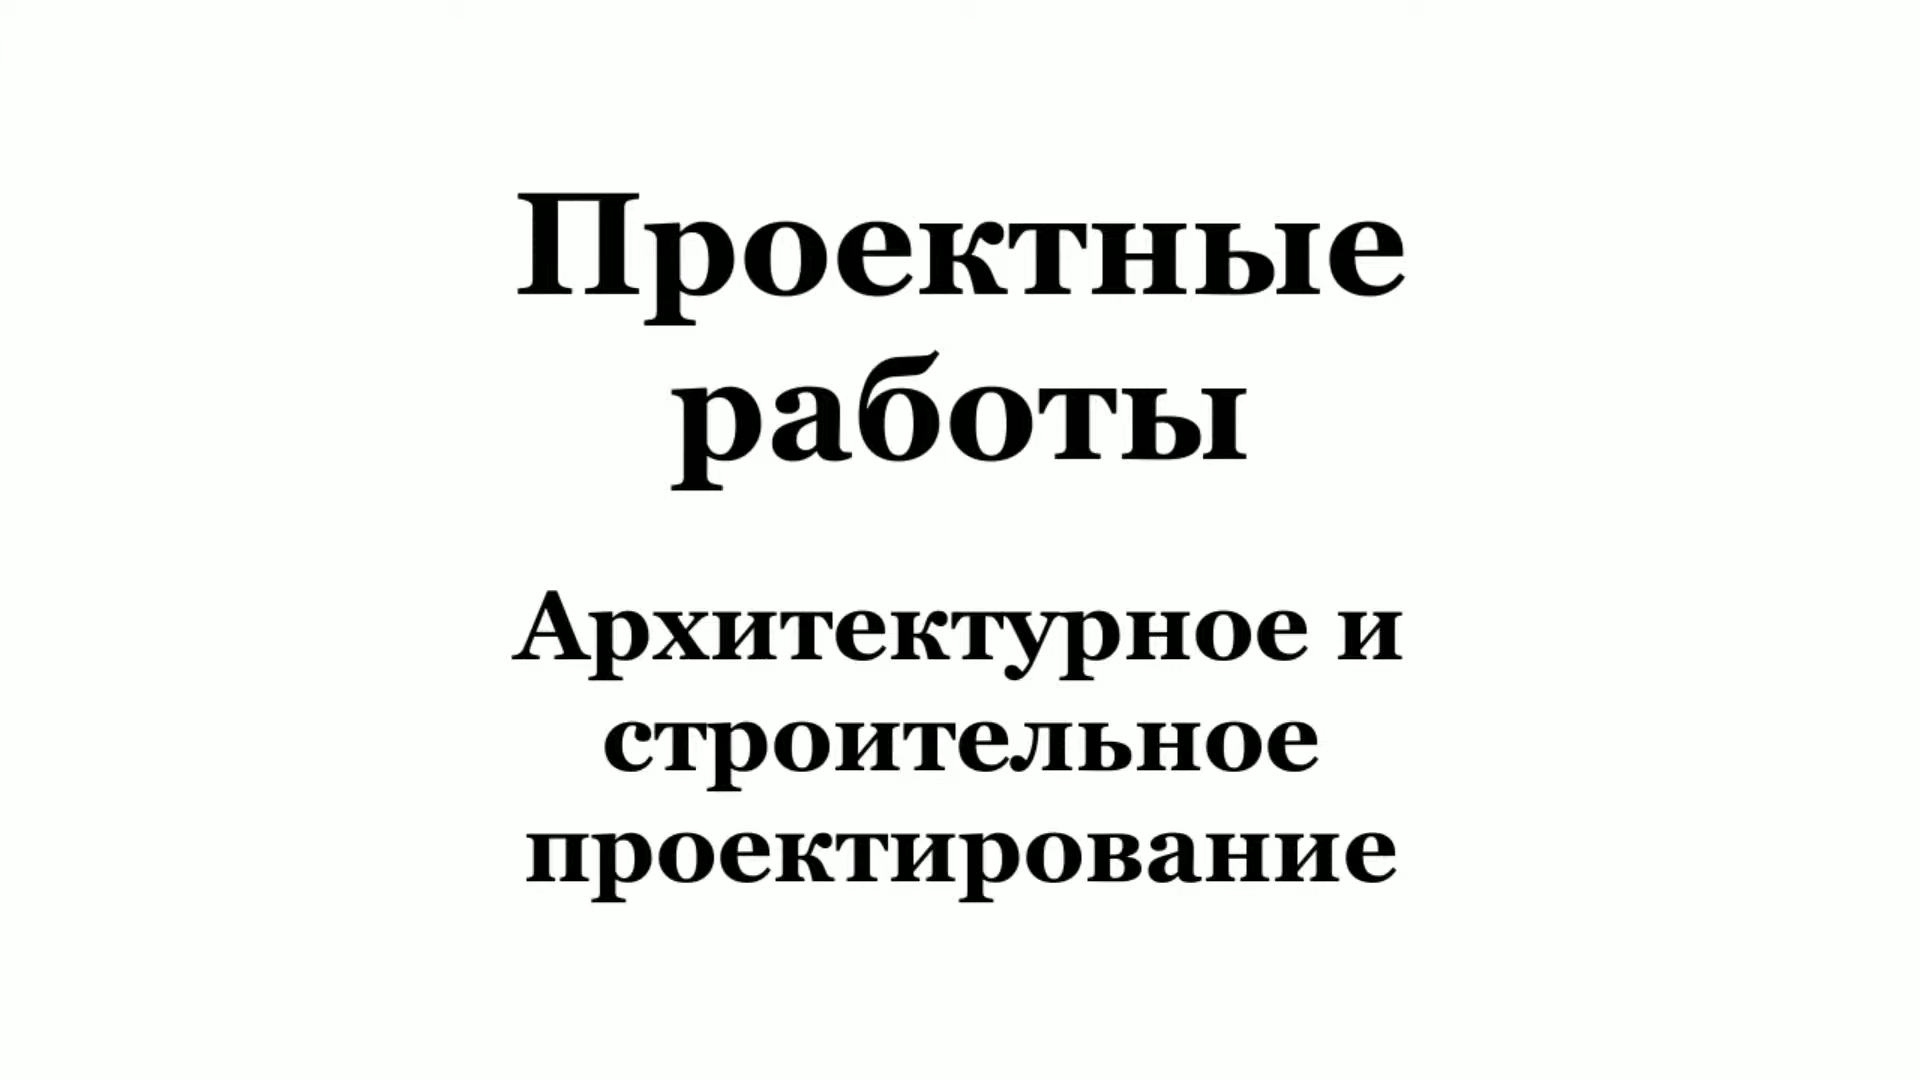 Проектные
работы
Архитектурное и
строительное
проектирование